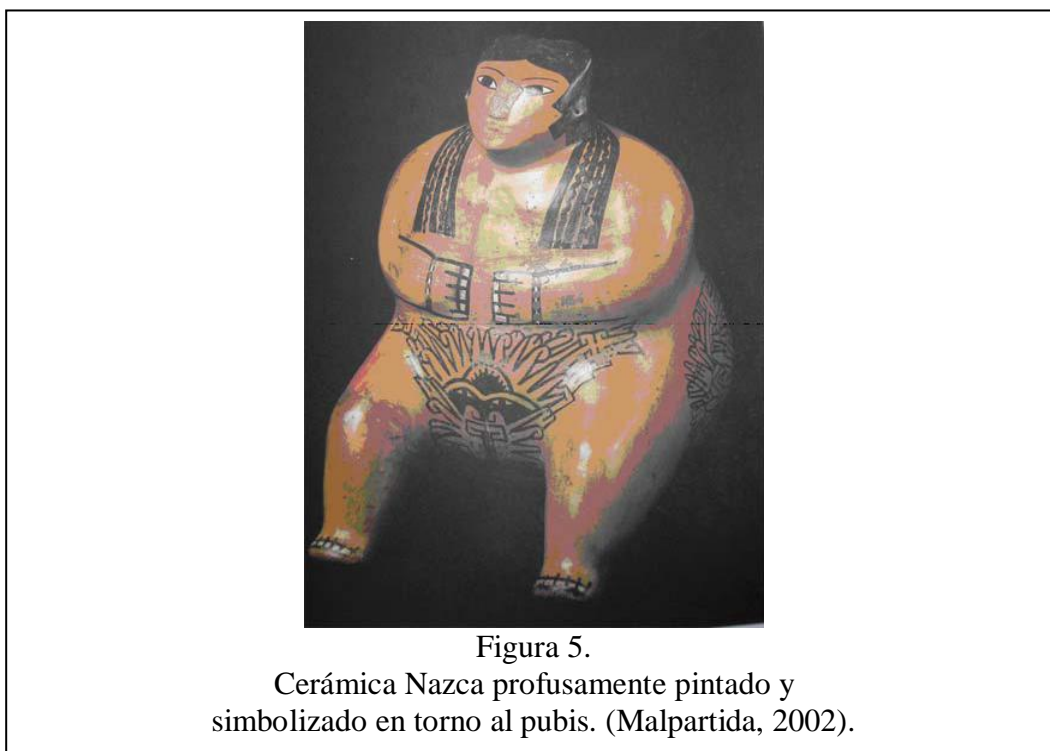 Figura 5.
Cerámica Nazca profusamente pintado y
simbolizado en torno al pubis. (Malpartida, 2002).